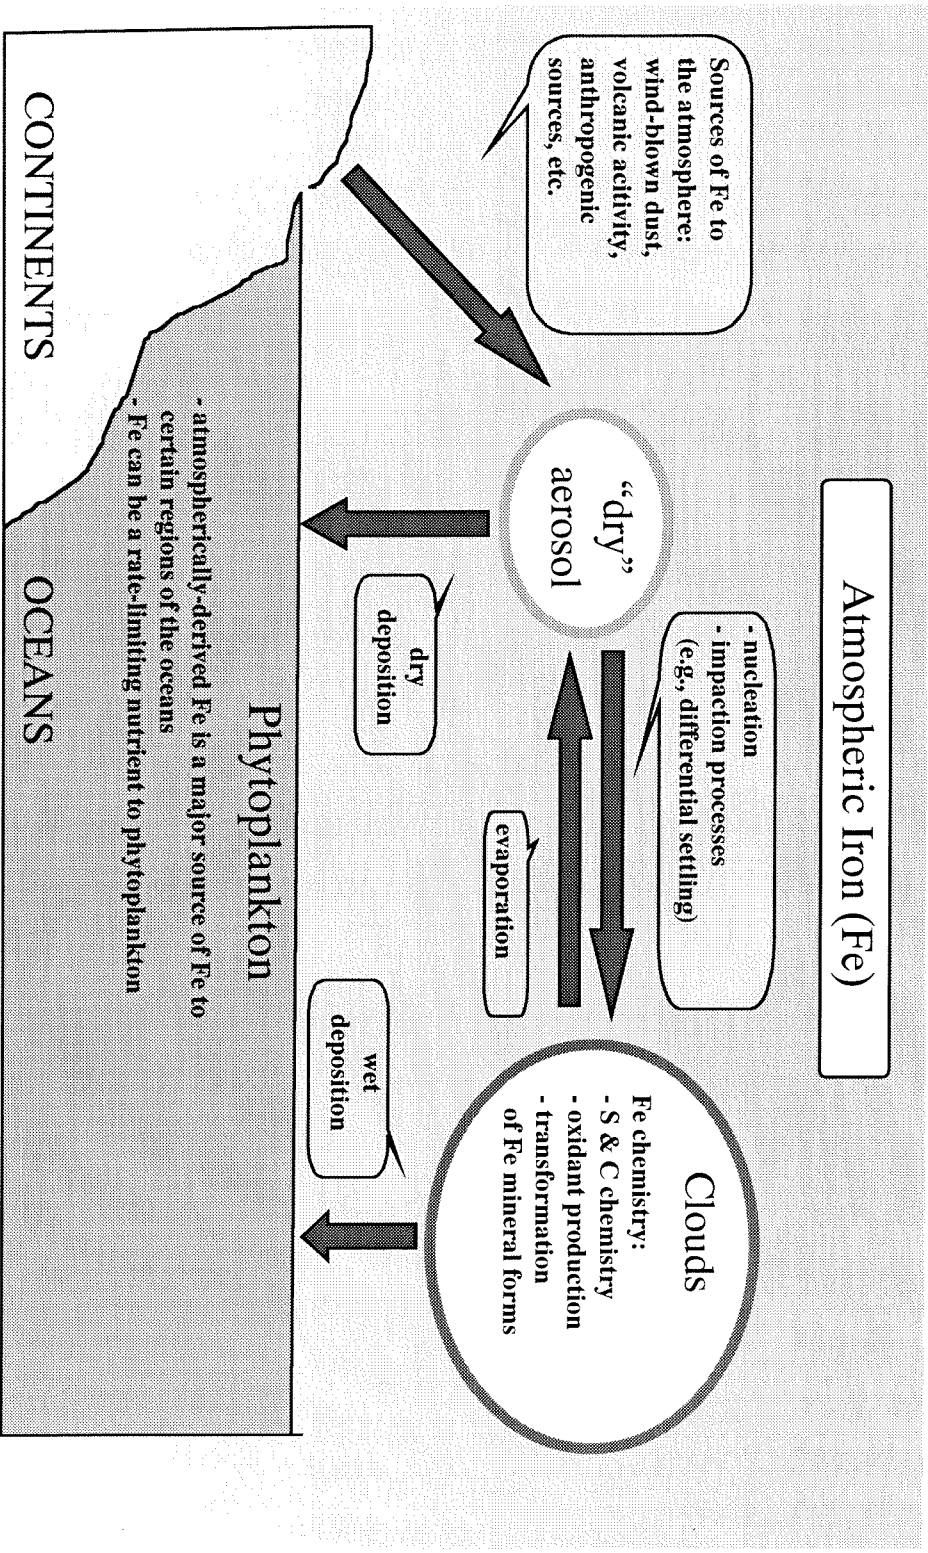 Atmospheric Iron (Fe)
Sources of Fe to
the atmosphere:
wind-blown dust,
volcanic acitivity,
anthropogenic
sources, etc.
- nucleation
- impaction processes
(e.g., differential settling)
“dry”
aerosol
evaporation
Clouds
Fe chemistry:
- S & C chemistry
- oxidant production
- transformation
of Fe mineral forms
dry
deposition
wet
deposition
Phytoplankton
- atmospherically-derived Fe is a major source of Fe to
certain regions of the oceans
- Fe can be a rate-limiting nutrient to phytoplankton
CONTINENTS
OCEANS